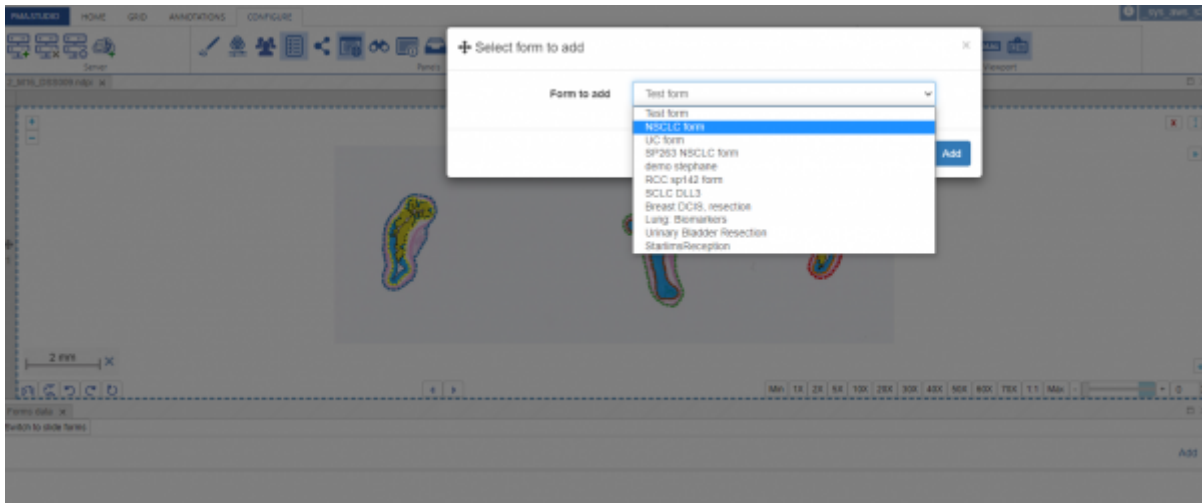 PMA.STUDIO HOME GRID ANNOTATIONS CONFIGURE
Server
Panels
Viewport
Select form to add
×
Form to add
Test form
Test form
NSCLC form
UC form
SP263 NSCLC form
demo stephane
RCC sp142 form
SCLC DLL3
Breast DCIS, resection
Lung: Biomarkers
Urinary Bladder Resection
StarlimsReception
Add
2 mm
Min 1X 2X 5X 10X 20X 30X 40X 50X 60X 70X 1:1 Max - + 0
Forms data
Switch to slide forms
Add